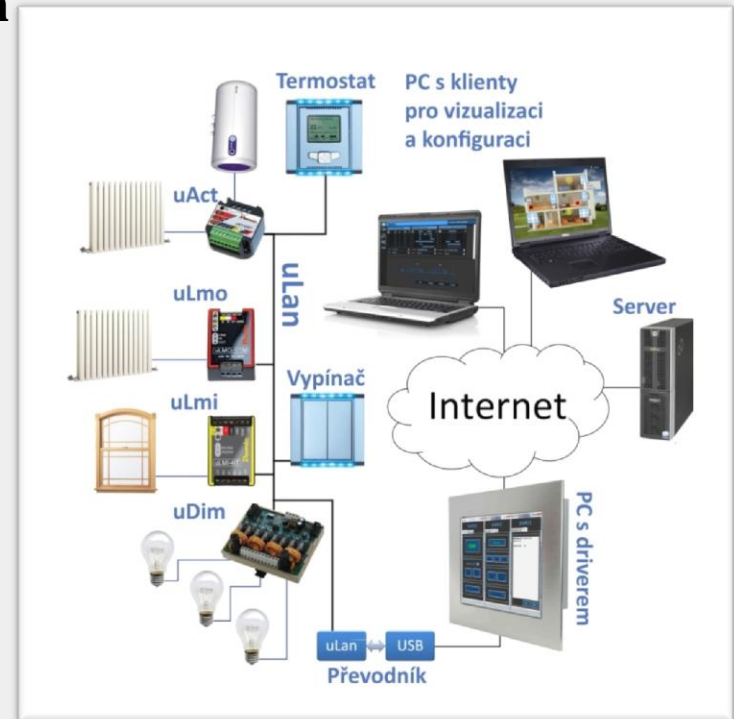 Termostat
PC s klienty
pro vizualizaci
a konfiguraci
uAct
uLan
uLmo
Server
Vypínač
uLmi
Internet
uDim
PC s driverem
uLan
USB
Převodník